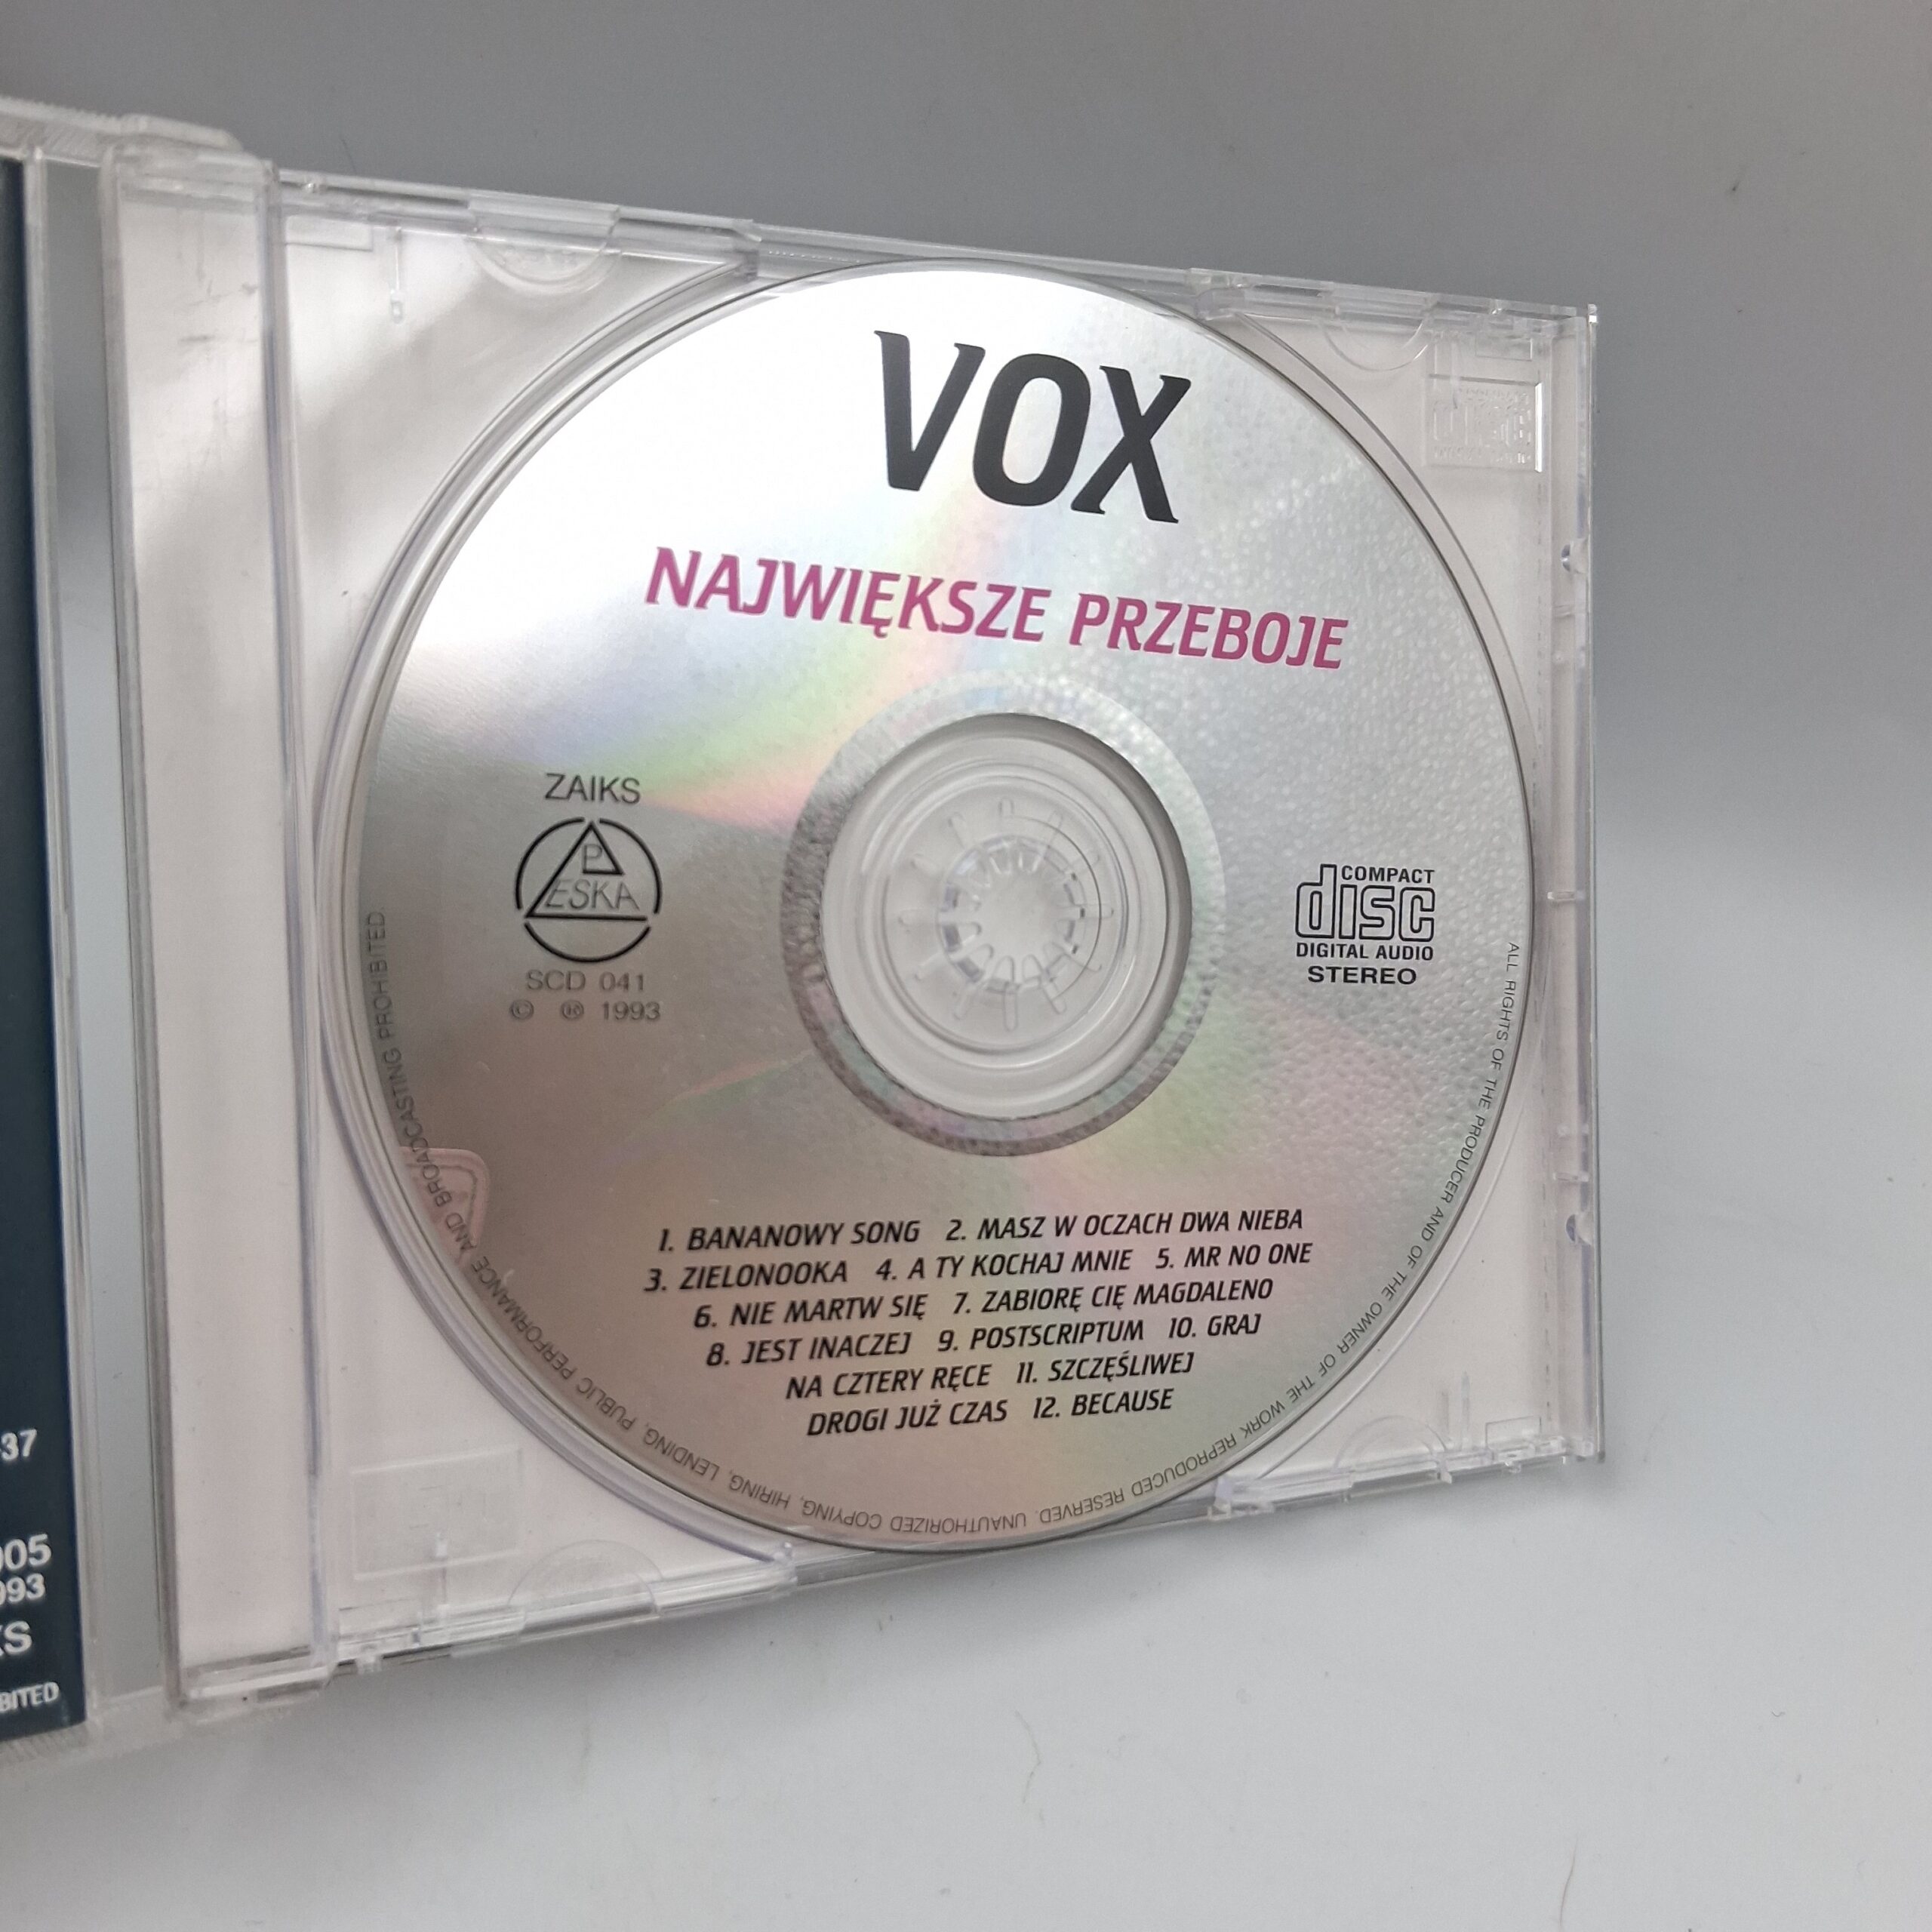 VOX
NAJWIĘKSZE PRZEBOJE
ZAIKS
P
ESKA
SCD 041
© ® 1993
COMPACT
disc
DIGITAL AUDIO
STEREO
1. BANANOWY SONG 2. MASZ W OCZACH DWA NIEBA
3. ZIELONOOKA 4. A TY KOCHAJ MNIE 5. MR NO ONE
6. NIE MARTW SIĘ 7. ZABIORĘ CIĘ MAGDALENO
8. JEST INACZEJ 9. POSTSCRIPTUM 10. GRAJ
NA CZTERY RĘCE 11. SZCZĘŚLIWEJ
DROGI JUŻ CZAS 12. BECAUSE
ALL RIGHTS OF THE PRODUCER AND OF THE OWNER OF THE WORK REPRODUCED RESERVED. UNAUTHORIZED COPYING, HIRING, LENDING, PUBLIC PERFORMANCE AND BROADCASTING PROHIBITED.
37
005
993
KS
BITED